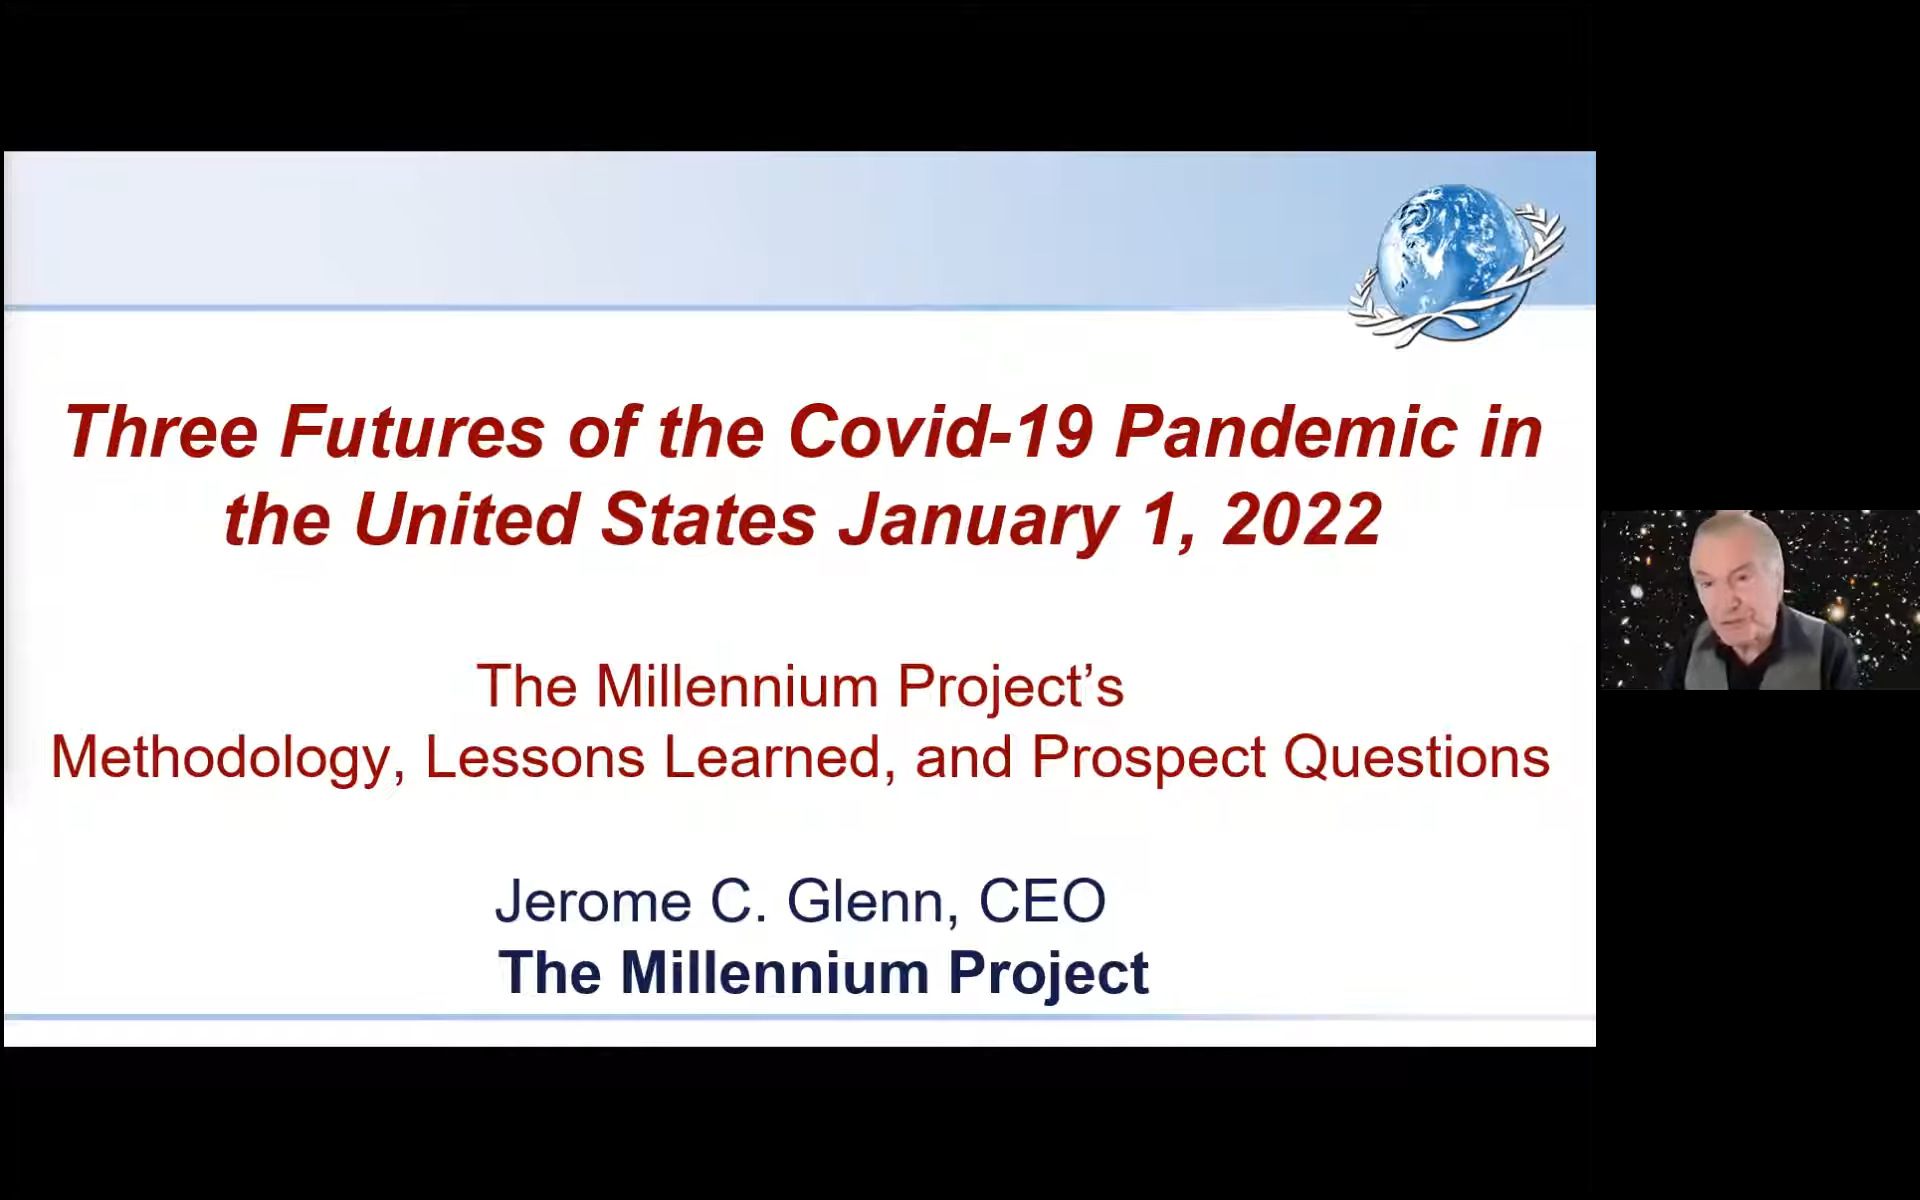 Three Futures of the Covid-19 Pandemic in
the United States January 1, 2022
The Millennium Project’s
Methodology, Lessons Learned, and Prospect Questions
Jerome C. Glenn, CEO
The Millennium Project